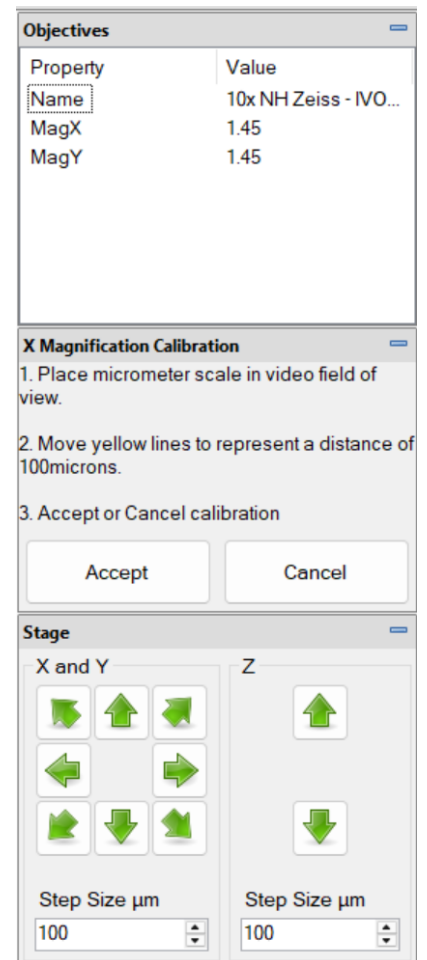 Objectives
Property Value
Name 10x NH Zeiss - IVO...
MagX 1.45
MagY 1.45
X Magnification Calibration
1. Place micrometer scale in video field of
view.
2. Move yellow lines to represent a distance of
100microns.
3. Accept or Cancel calibration
Accept Cancel
Stage
X and Y Z
Step Size µm Step Size µm
100 100